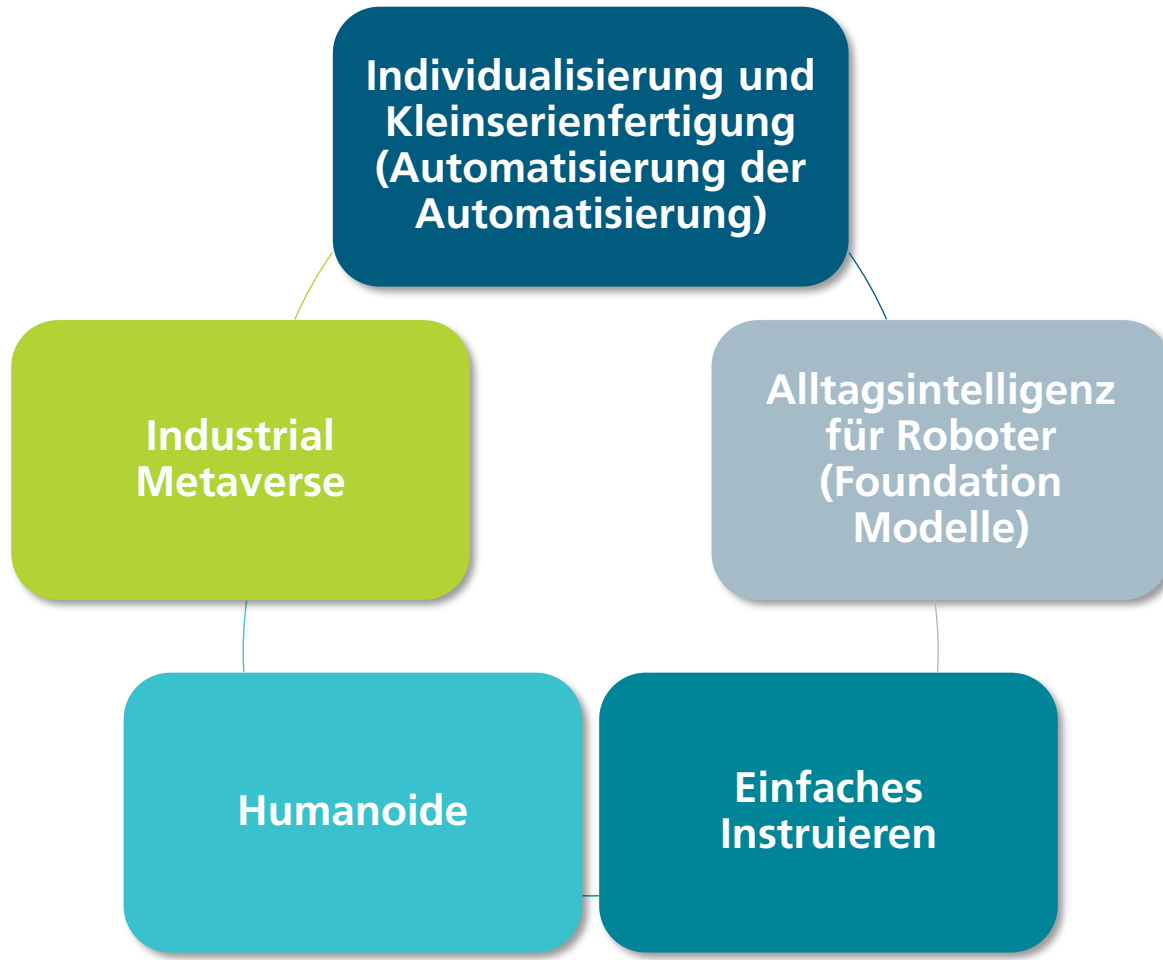 Individualisierung und
Kleinserienfertigung
(Automatisierung der
Automatisierung)
Alltagsintelligenz
für Roboter
(Foundation
Modelle)
Einfaches
Instruieren
Humanoide
Industrial
Metaverse